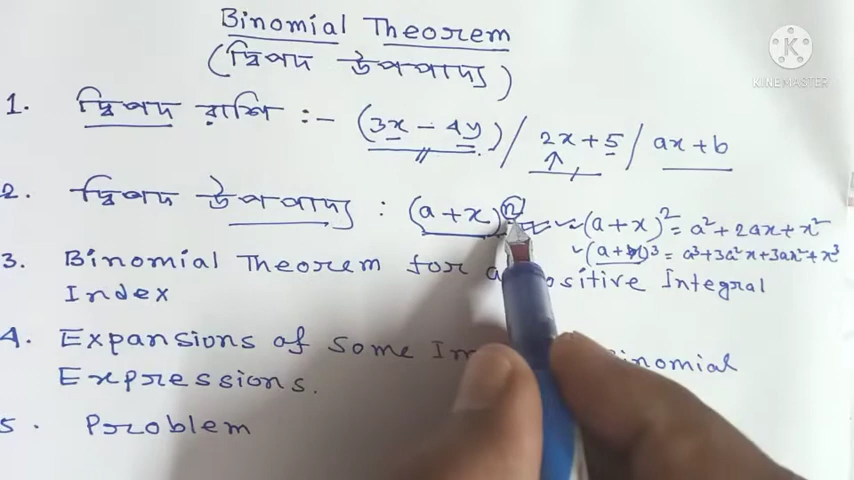 Binomial Theorem
(দ্বিপদ উপপাদ্য)
1. দ্বিপদ রাশি :- (3x - 4y) / 2x + 5 / ax + b
2. দ্বিপদ উপপাদ্য : (a + x)ⁿ (a + x)² = a² + 2ax + x²
(a + x)³ = a³ + 3a²x + 3ax² + x³
3. Binomial Theorem for a Positive Integral
Index
4. Expansions of Some Binomial
Expressions.
5. Problem
K
KINEMASTER